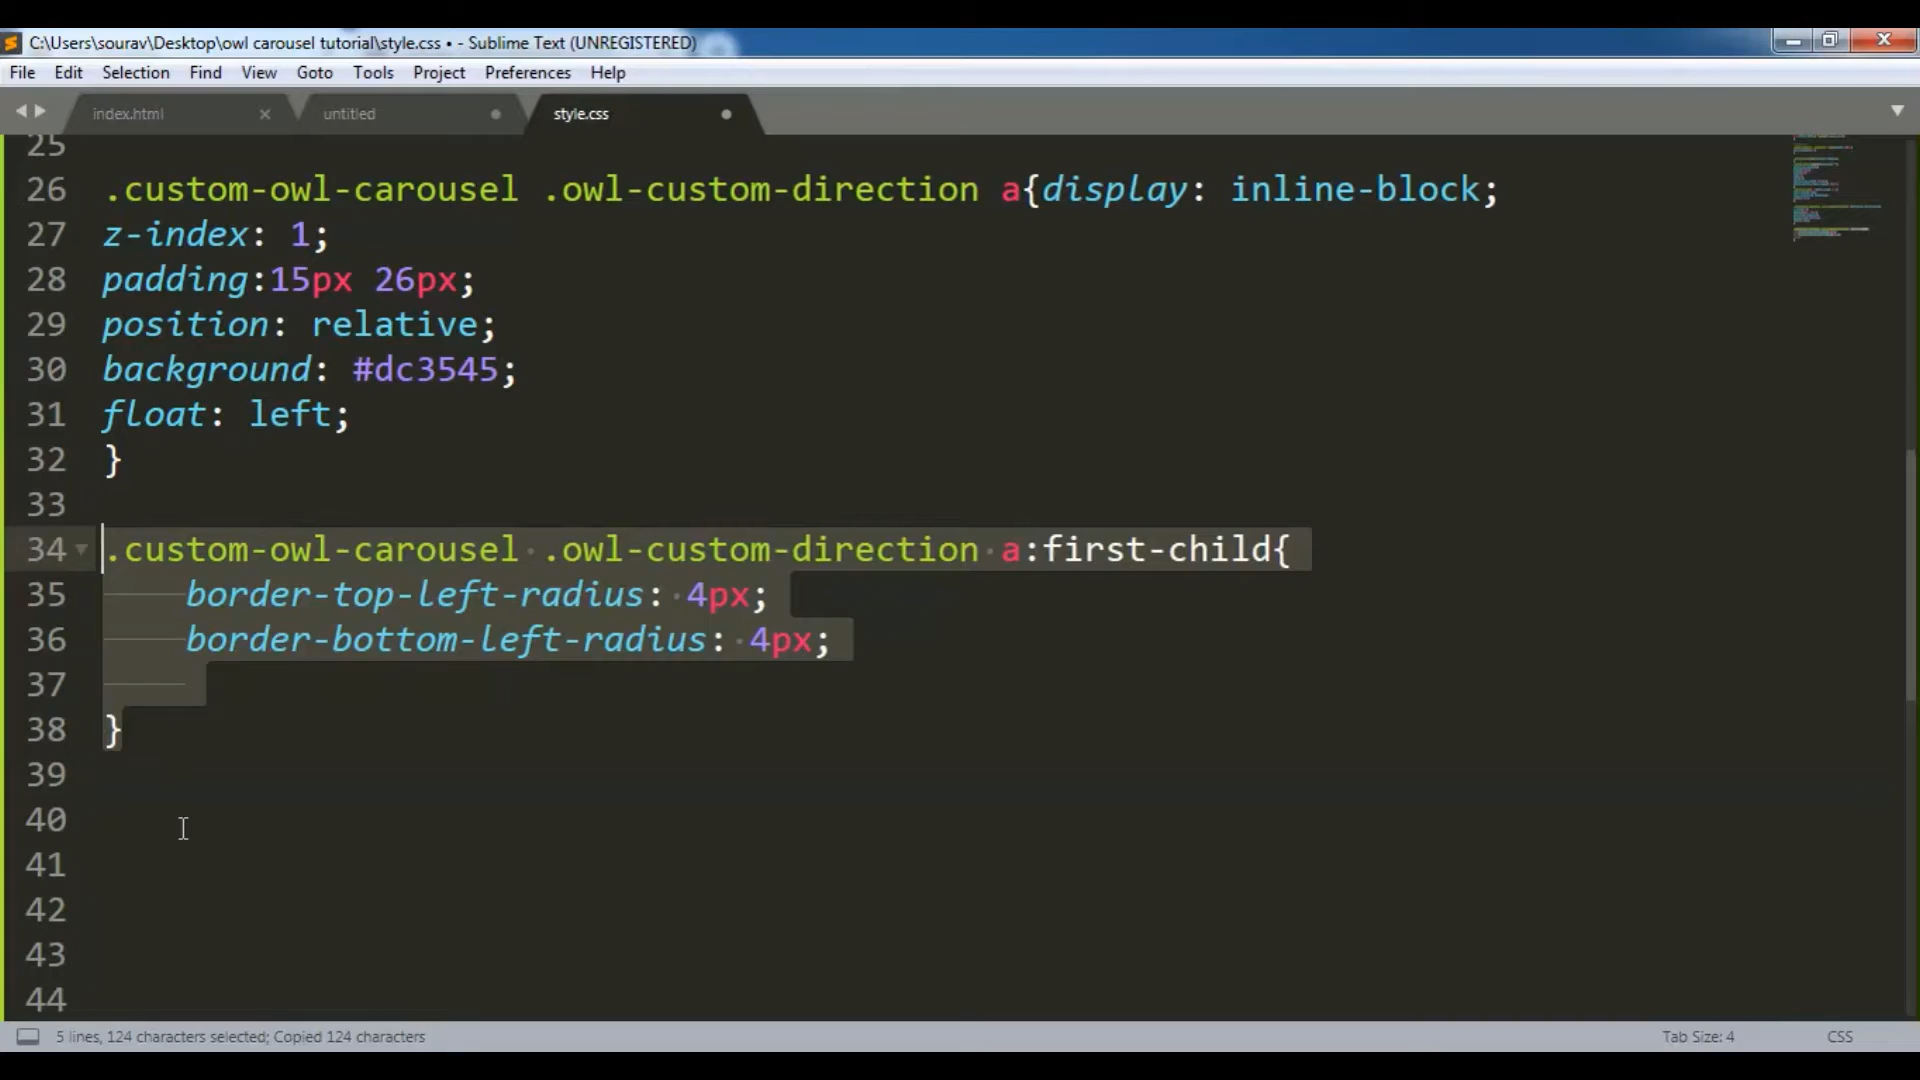 C:\Users\sourav\Desktop\owl carousel tutorial\style.css • - Sublime Text (UNREGISTERED)
File Edit Selection Find View Goto Tools Project Preferences Help
index.html untitled style.css
25
26 .custom-owl-carousel .owl-custom-direction a{display: inline-block;
27 z-index: 1;
28 padding:15px 26px;
29 position: relative;
30 background: #dc3545;
31 float: left;
32 }
33
34 .custom-owl-carousel .owl-custom-direction a:first-child{
35 border-top-left-radius: 4px;
36 border-bottom-left-radius: 4px;
37
38 }
39
40
41
42
43
44
5 lines, 124 characters selected; Copied 124 characters Tab Size: 4 CSS